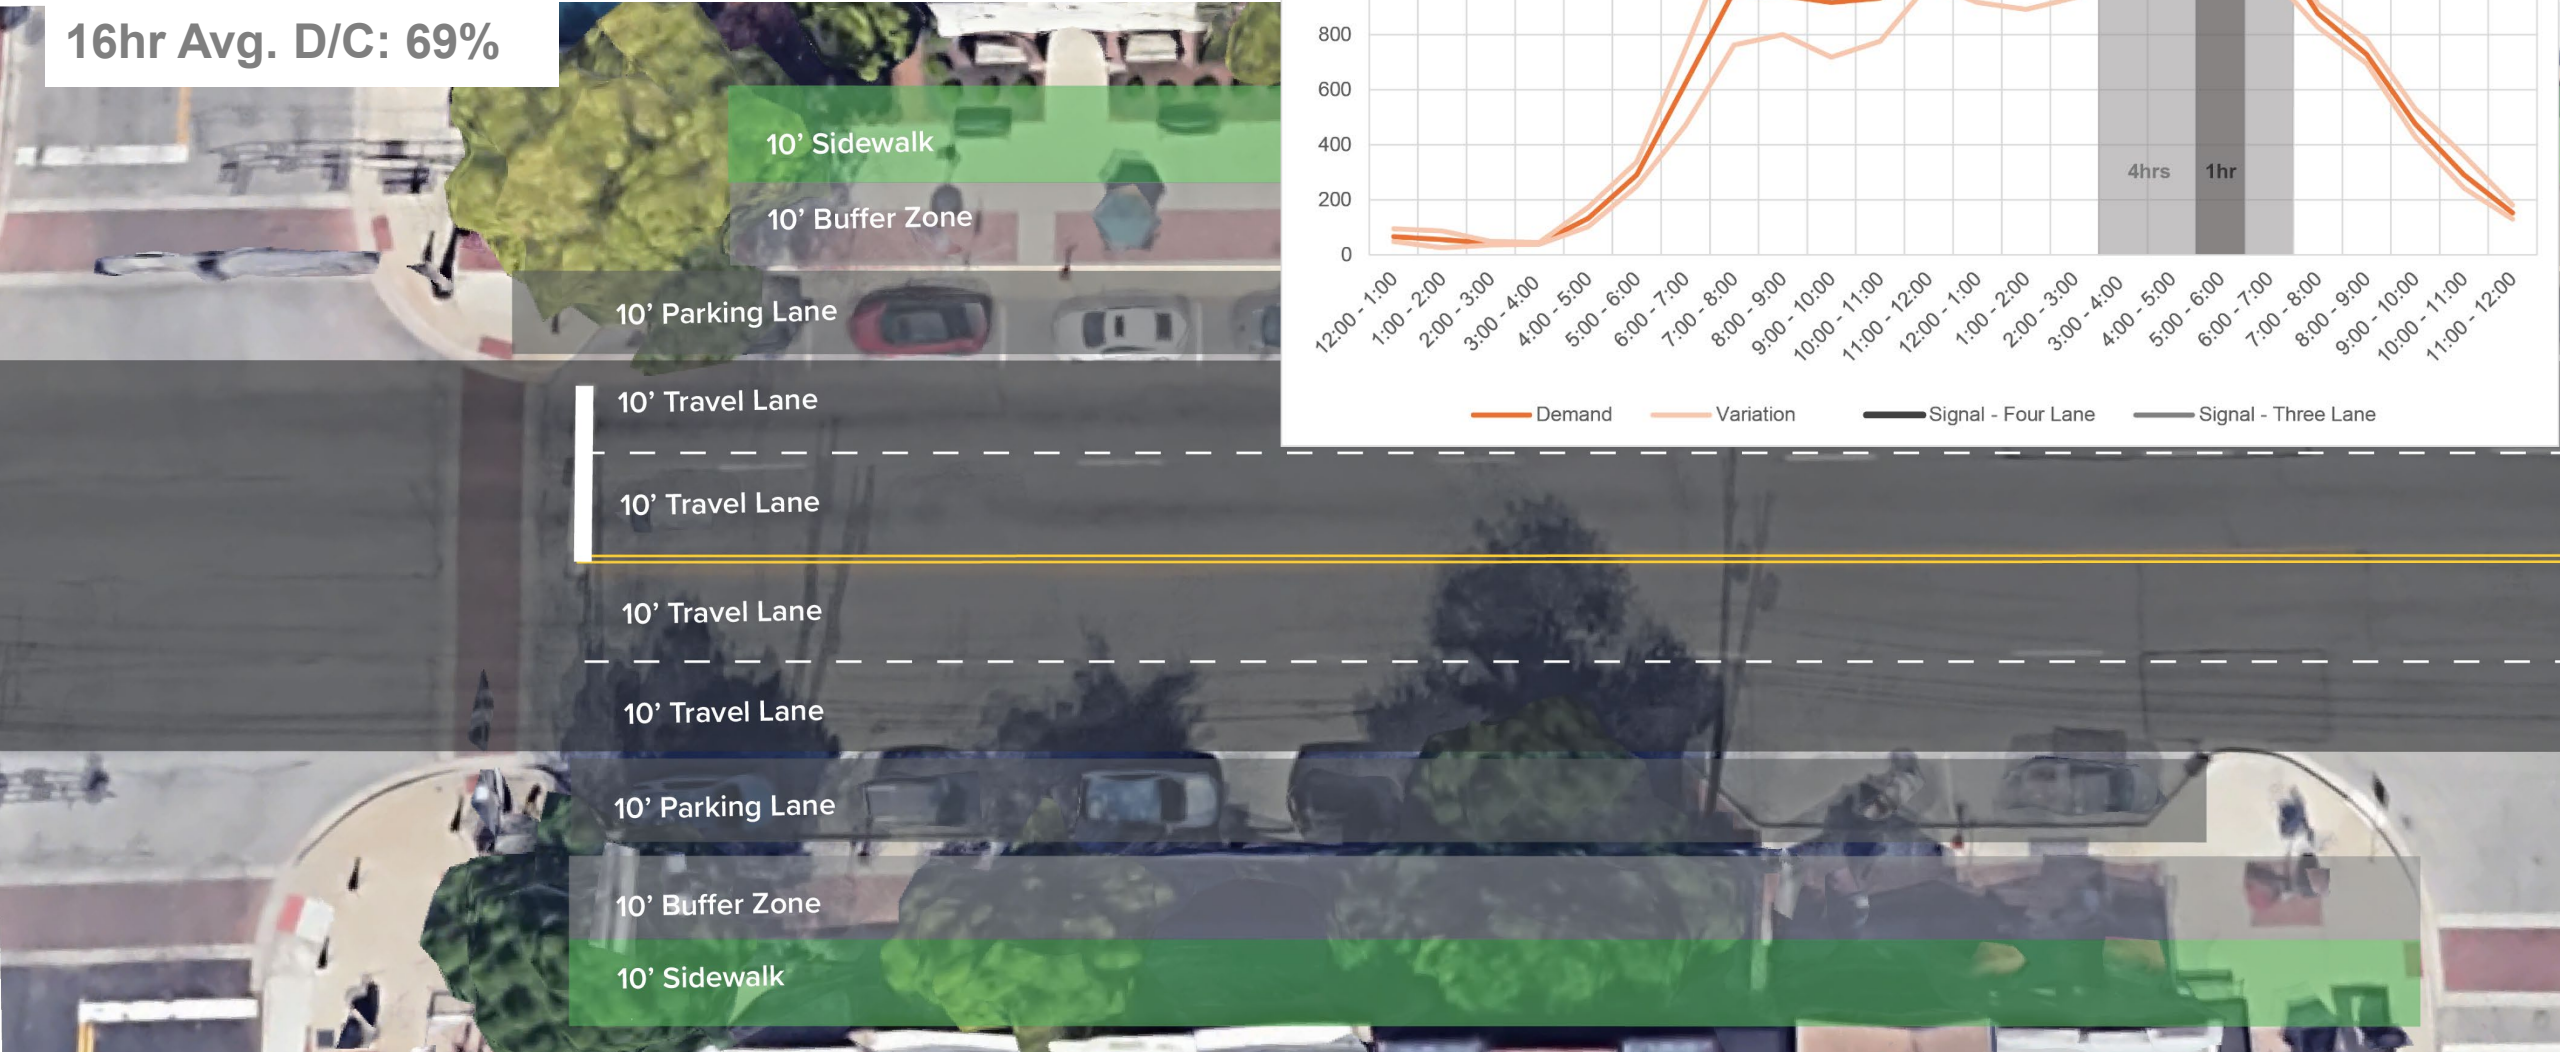 16hr Avg. D/C: 69%
10’ Sidewalk
10’ Buffer Zone
10’ Parking Lane
10’ Travel Lane
10’ Travel Lane
10’ Travel Lane
10’ Travel Lane
10’ Parking Lane
10’ Buffer Zone
10’ Sidewalk
800
600
400
200
0
4hrs
1hr
12:00 - 1:00
1:00 - 2:00
2:00 - 3:00
3:00 - 4:00
4:00 - 5:00
5:00 - 6:00
6:00 - 7:00
7:00 - 8:00
8:00 - 9:00
9:00 - 10:00
10:00 - 11:00
11:00 - 12:00
12:00 - 1:00
1:00 - 2:00
2:00 - 3:00
3:00 - 4:00
4:00 - 5:00
5:00 - 6:00
6:00 - 7:00
7:00 - 8:00
8:00 - 9:00
9:00 - 10:00
10:00 - 11:00
11:00 - 12:00
Demand
Variation
Signal - Four Lane
Signal - Three Lane